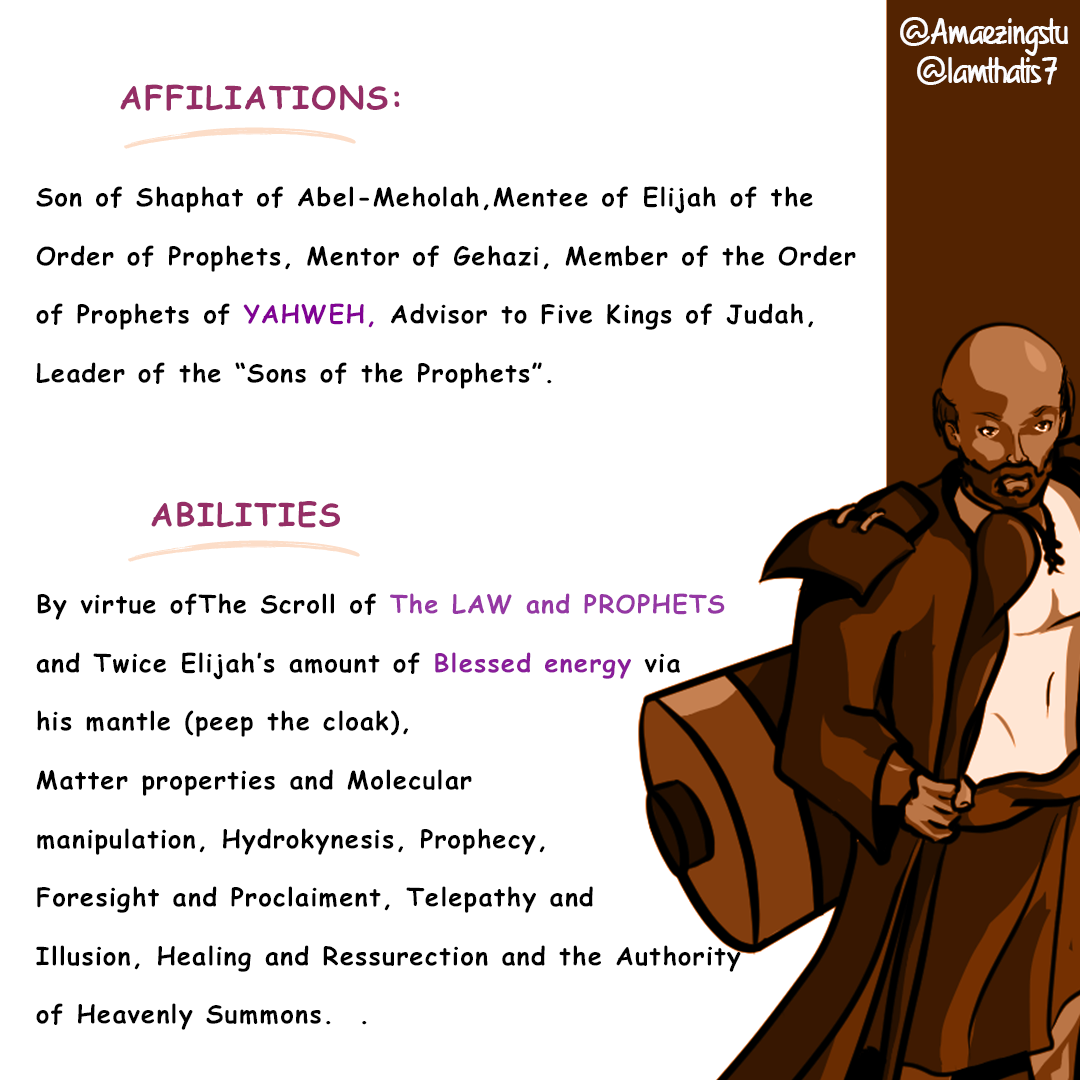 @Amaezingstu
@Iamthatis7
AFFILIATIONS:
Son of Shaphat of Abel-Meholah,Mentee of Elijah of the
Order of Prophets, Mentor of Gehazi, Member of the Order
of Prophets of YAHWEH, Advisor to Five Kings of Judah,
Leader of the “Sons of the Prophets”.
ABILITIES
By virtue ofThe Scroll of The LAW and PROPHETS
and Twice Elijah’s amount of Blessed energy via
his mantle (peep the cloak),
Matter properties and Molecular
manipulation, Hydrokynesis, Prophecy,
Foresight and Proclaiment, Telepathy and
Illusion, Healing and Ressurection and the Authority
of Heavenly Summons.  .